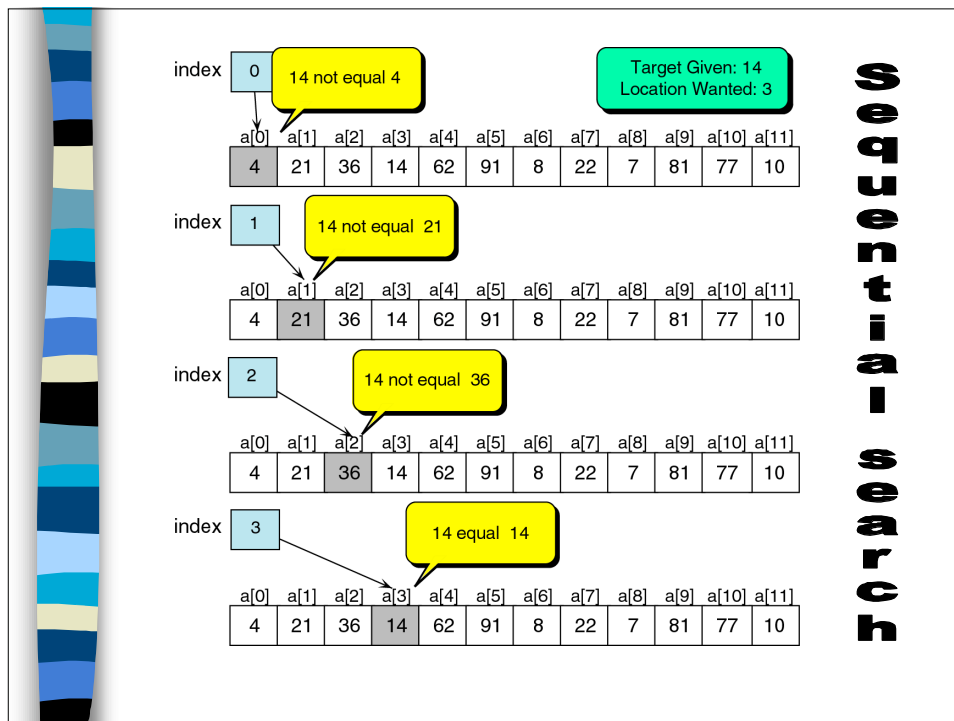 index 0 14 not equal 4
Target Given: 14
Location Wanted: 3
a[0] a[1] a[2] a[3] a[4] a[5] a[6] a[7] a[8] a[9] a[10] a[11]
4 21 36 14 62 91 8 22 7 81 77 10
index 1 14 not equal 21
a[0] a[1] a[2] a[3] a[4] a[5] a[6] a[7] a[8] a[9] a[10] a[11]
4 21 36 14 62 91 8 22 7 81 77 10
index 2 14 not equal 36
a[0] a[1] a[2] a[3] a[4] a[5] a[6] a[7] a[8] a[9] a[10] a[11]
4 21 36 14 62 91 8 22 7 81 77 10
index 3 14 equal 14
a[0] a[1] a[2] a[3] a[4] a[5] a[6] a[7] a[8] a[9] a[10] a[11]
4 21 36 14 62 91 8 22 7 81 77 10
Sequential search